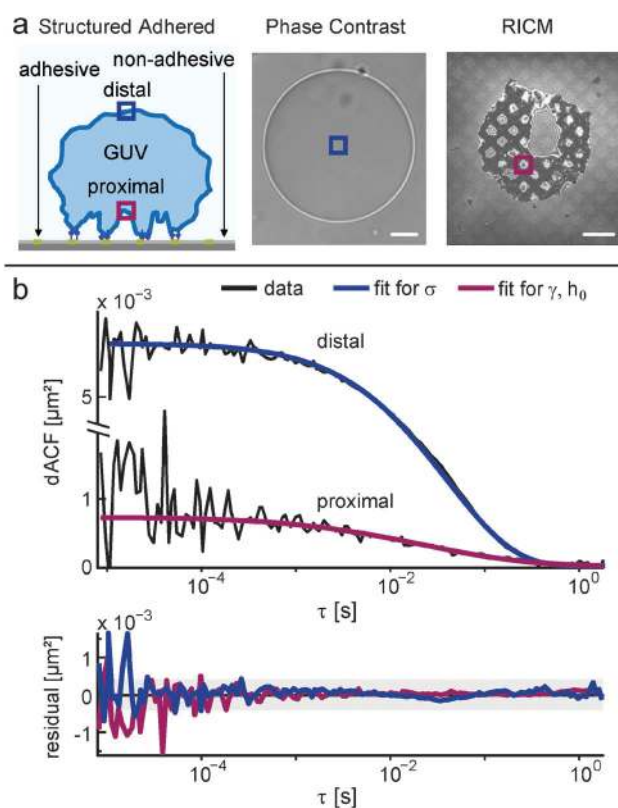 a Structured Adhered
Phase Contrast
RICM
adhesive
non-adhesive
distal
GUV
proximal
b
× 10⁻³
data
fit for σ
fit for γ, h₀
distal
5
dACF [µm²]
proximal
1
0
10⁻⁴
10⁻²
10⁰
τ [s]
× 10⁻³
1
0
-1
residual [µm²]
10⁻⁴
10⁻²
10⁰
τ [s]